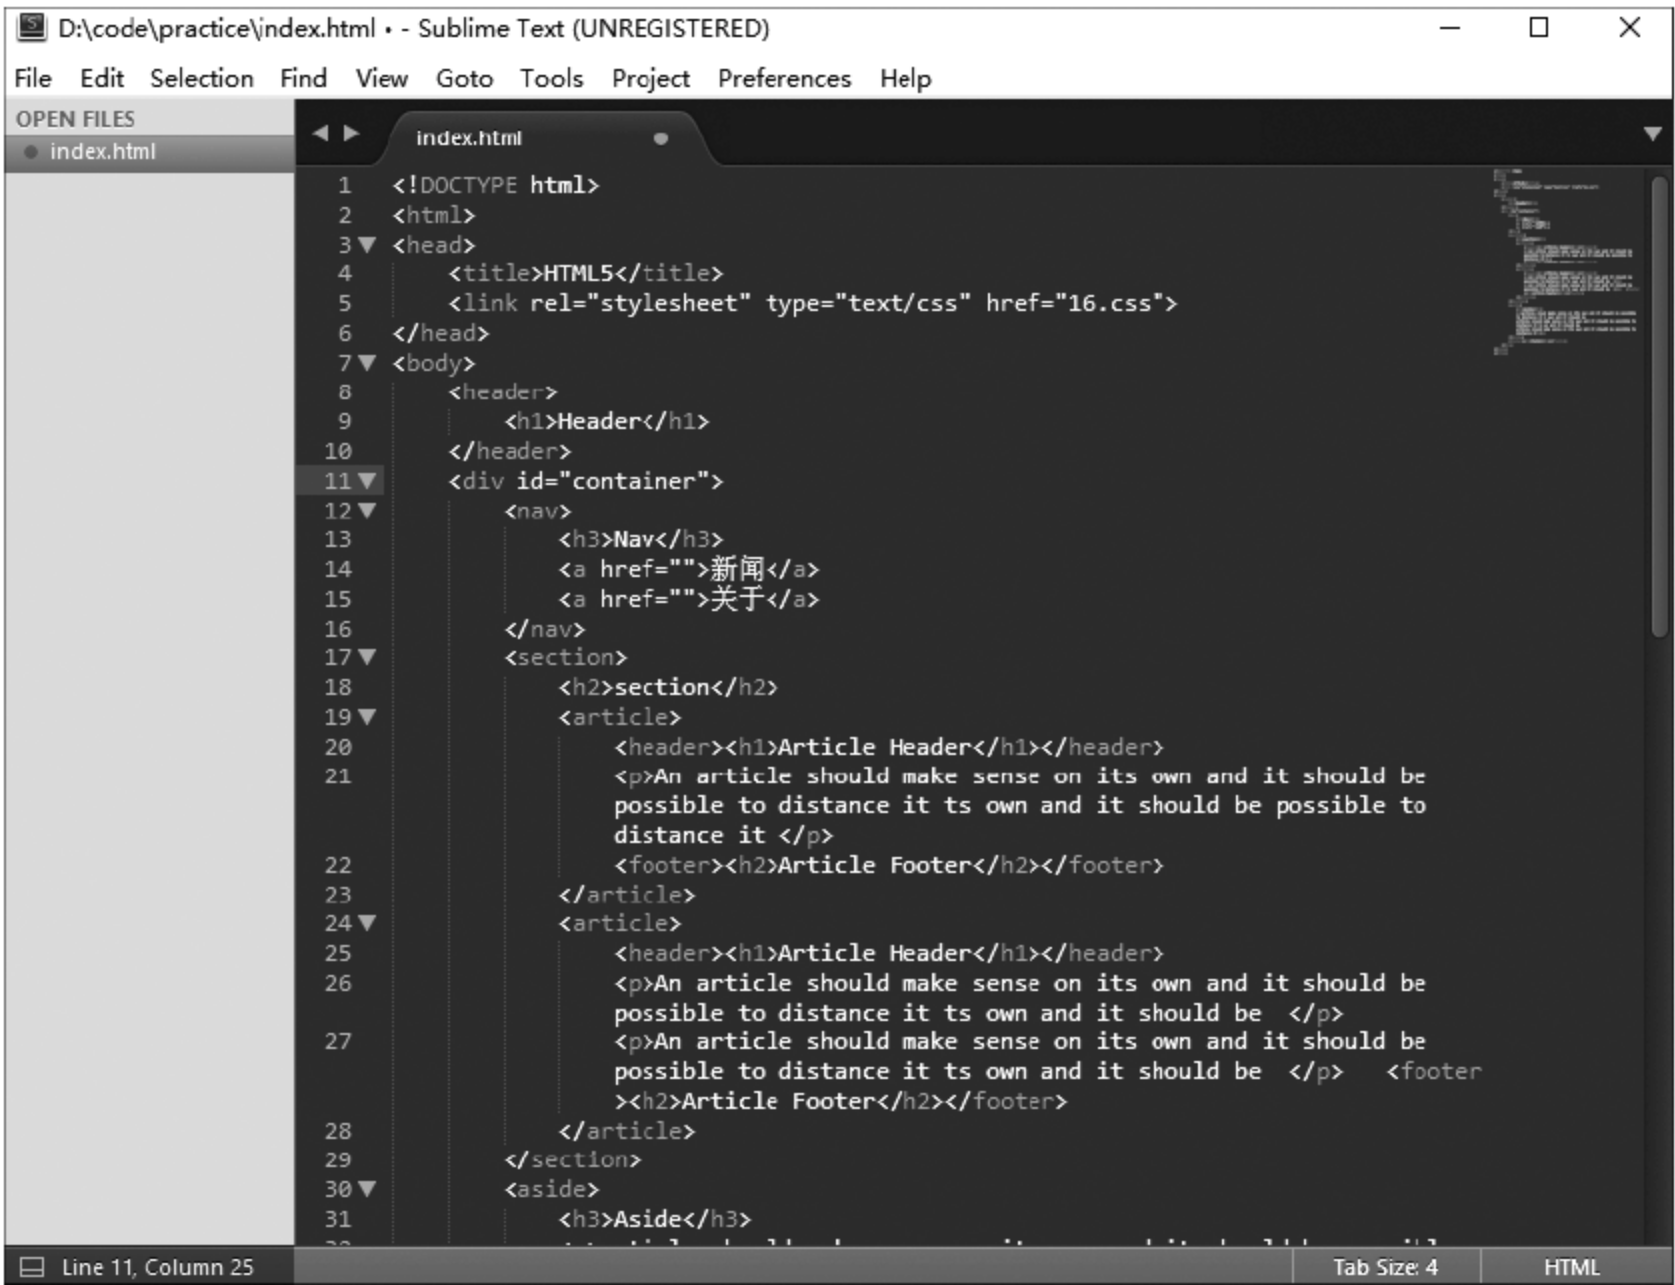 D:\code\practice\index.html • - Sublime Text (UNREGISTERED)
File Edit Selection Find View Goto Tools Project Preferences Help
OPEN FILES
index.html
index.html
1 <!DOCTYPE html>
2 <html>
3 <head>
4 <title>HTML5</title>
5 <link rel="stylesheet" type="text/css" href="16.css">
6 </head>
7 <body>
8 <header>
9 <h1>Header</h1>
10 </header>
11 <div id="container">
12 <nav>
13 <h3>Nav</h3>
14 <a href="">新闻</a>
15 <a href="">关于</a>
16 </nav>
17 <section>
18 <h2>section</h2>
19 <article>
20 <header><h1>Article Header</h1></header>
21 <p>An article should make sense on its own and it should be
possible to distance it ts own and it should be possible to
distance it </p>
22 <footer><h2>Article Footer</h2></footer>
23 </article>
24 <article>
25 <header><h1>Article Header</h1></header>
26 <p>An article should make sense on its own and it should be
possible to distance it ts own and it should be </p>
27 <p>An article should make sense on its own and it should be
possible to distance it ts own and it should be </p> <footer
><h2>Article Footer</h2></footer>
28 </article>
29 </section>
30 <aside>
31 <h3>Aside</h3>
Line 11, Column 25
Tab Size: 4
HTML